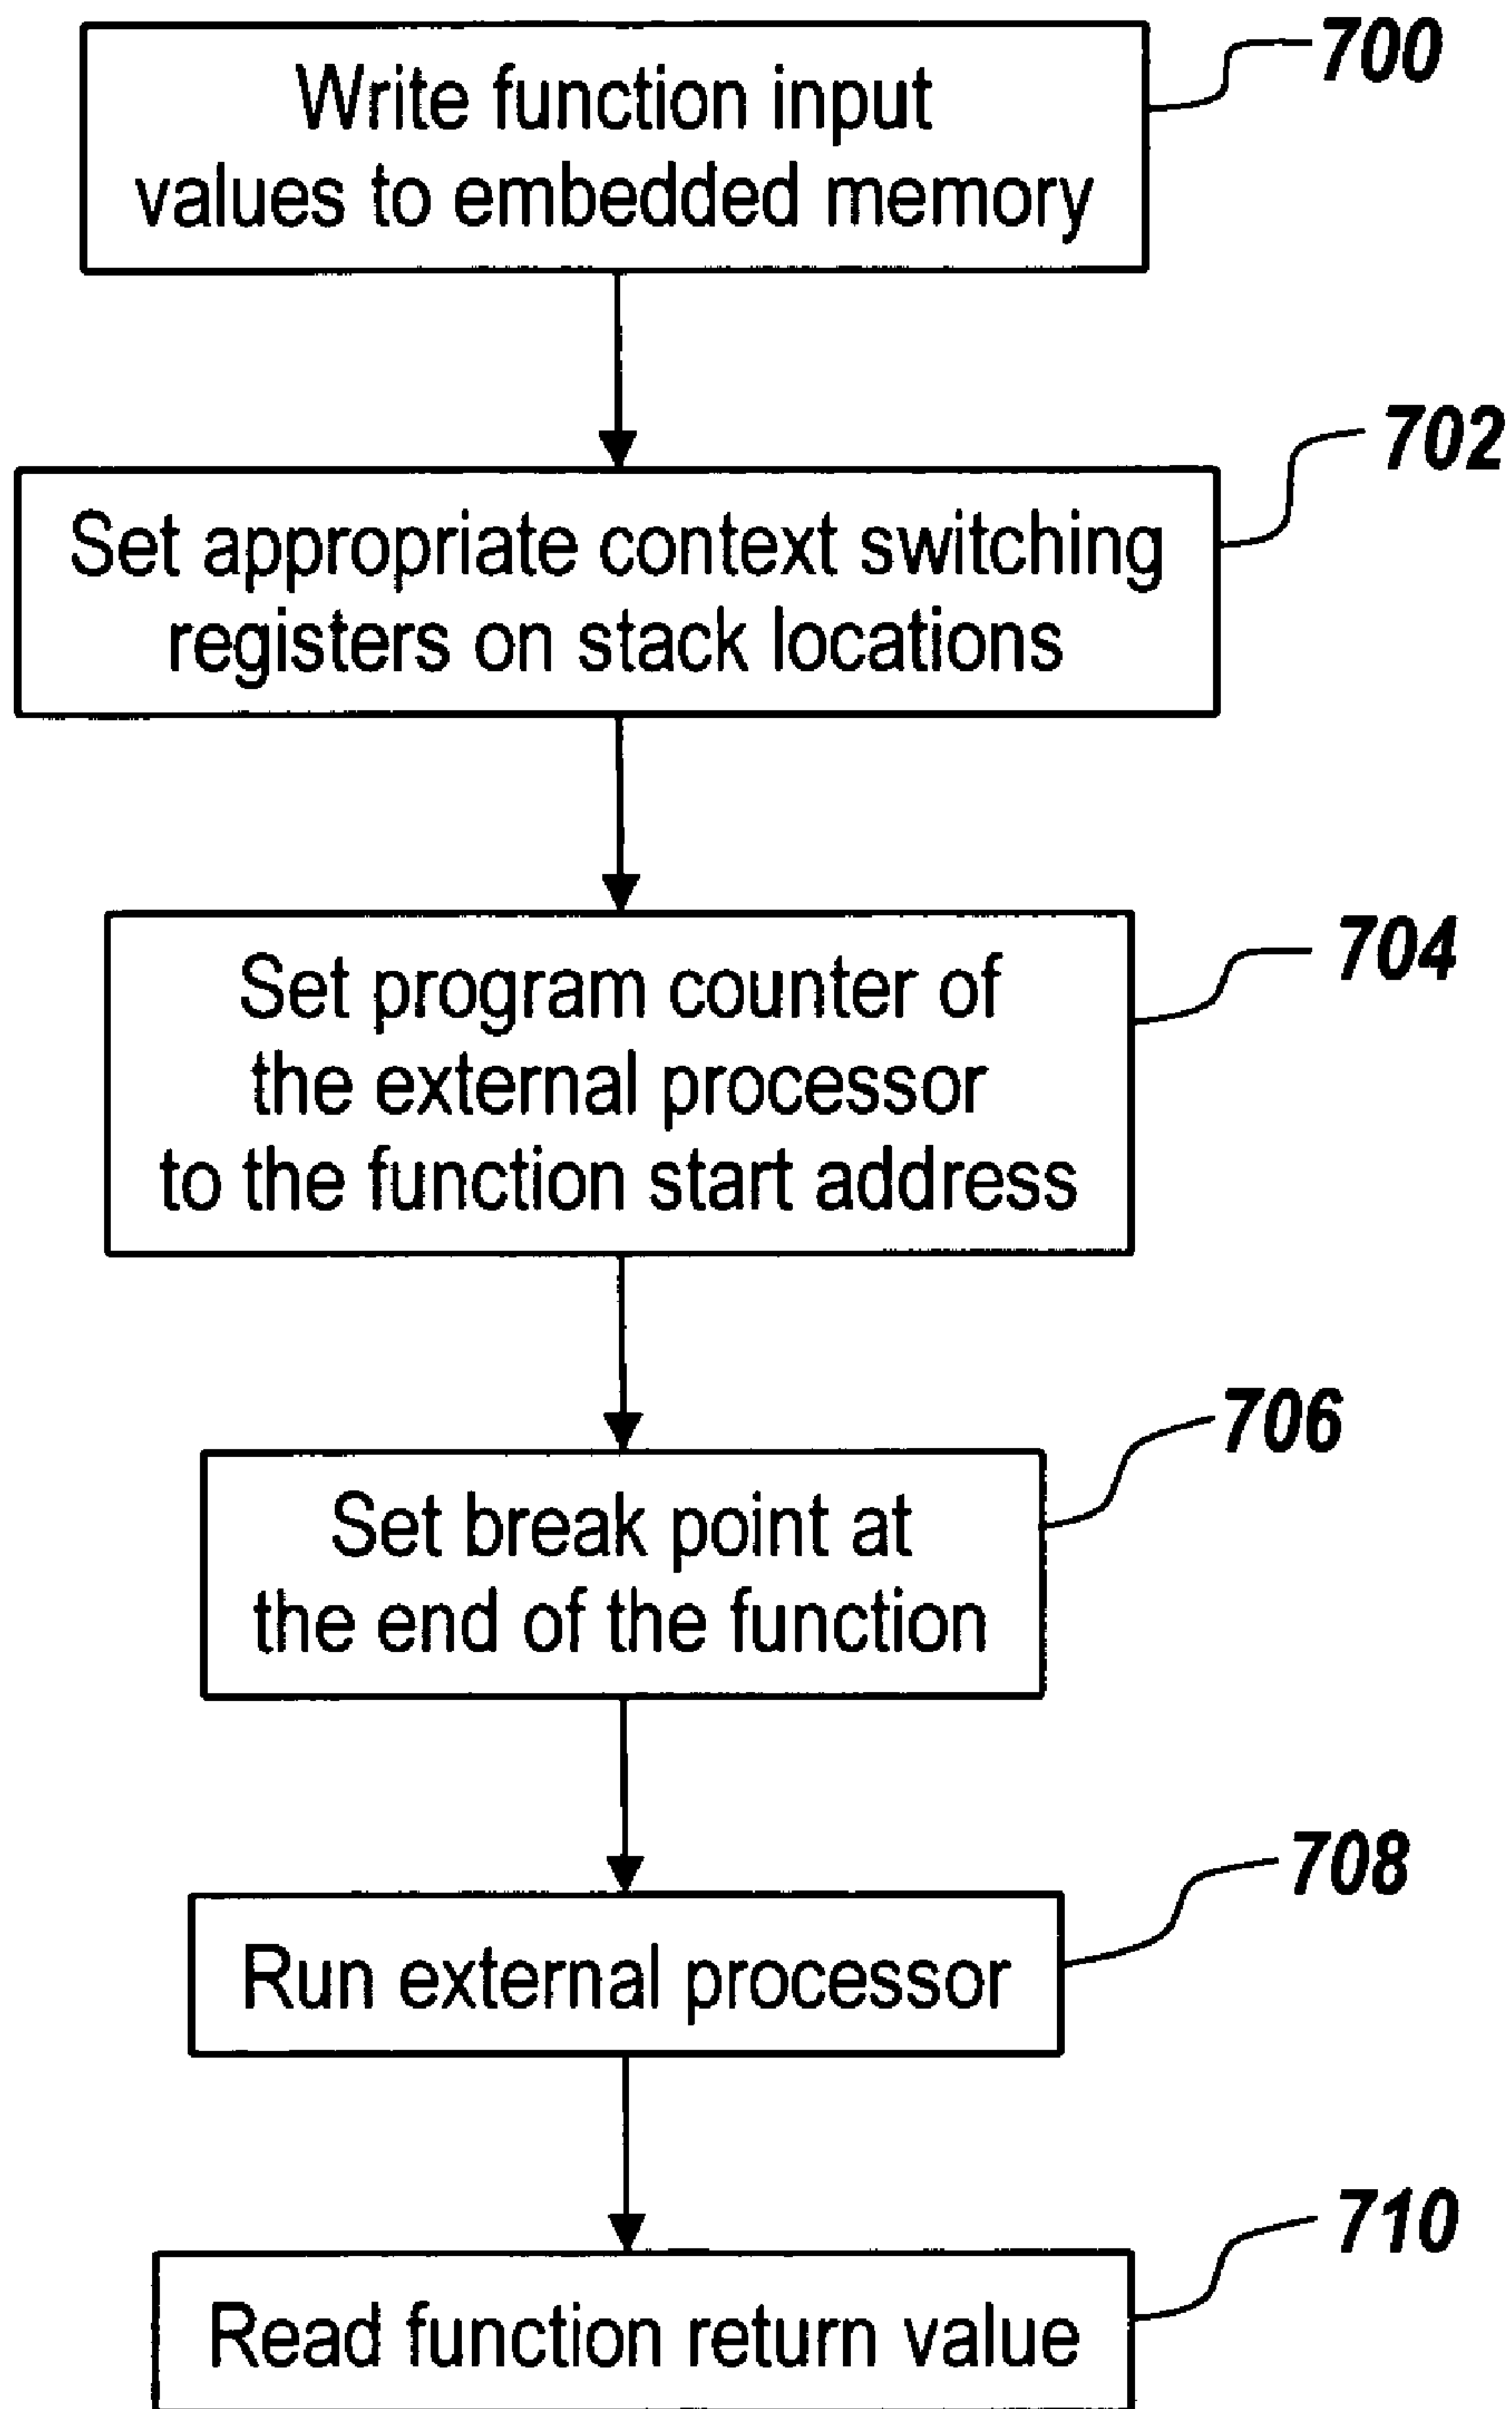 700
Write function input
values to embedded memory
702
Set appropriate context switching
registers on stack locations
704
Set program counter of
the external processor
to the function start address
706
Set break point at
the end of the function
708
Run external processor
710
Read function return value